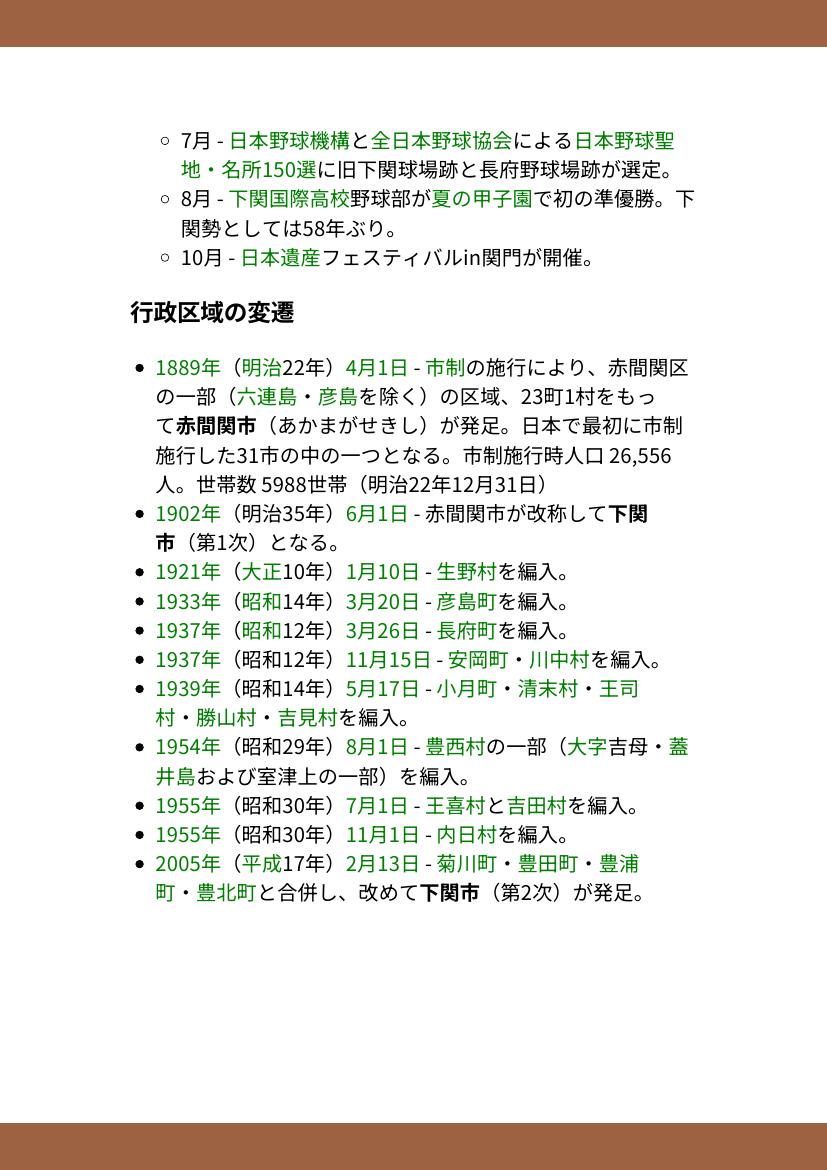 7月 - 日本野球機構と全日本野球協会による日本野球聖
地・名所150選に旧下関球場跡と長府野球場跡が選定。
8月 - 下関国際高校野球部が夏の甲子園で初の準優勝。下
関勢としては58年ぶり。
10月 - 日本遺産フェスティバルin関門が開催。
行政区域の変遷
1889年（明治22年）4月1日 - 市制の施行により、赤間関区
の一部（六連島・彦島を除く）の区域、23町1村をもっ
て赤間関市（あかまがせきし）が発足。日本で最初に市制
施行した31市の中の一つとなる。市制施行時人口 26,556
人。世帯数 5988世帯（明治22年12月31日）
1902年（明治35年）6月1日 - 赤間関市が改称して下関
市（第1次）となる。
1921年（大正10年）1月10日 - 生野村を編入。
1933年（昭和14年）3月20日 - 彦島町を編入。
1937年（昭和12年）3月26日 - 長府町を編入。
1937年（昭和12年）11月15日 - 安岡町・川中村を編入。
1939年（昭和14年）5月17日 - 小月町・清末村・王司
村・勝山村・吉見村を編入。
1954年（昭和29年）8月1日 - 豊西村の一部（大字吉母・蓋
井島および室津上の一部）を編入。
1955年（昭和30年）7月1日 - 王喜村と吉田村を編入。
1955年（昭和30年）11月1日 - 内日村を編入。
2005年（平成17年）2月13日 - 菊川町・豊田町・豊浦
町・豊北町と合併し、改めて下関市（第2次）が発足。